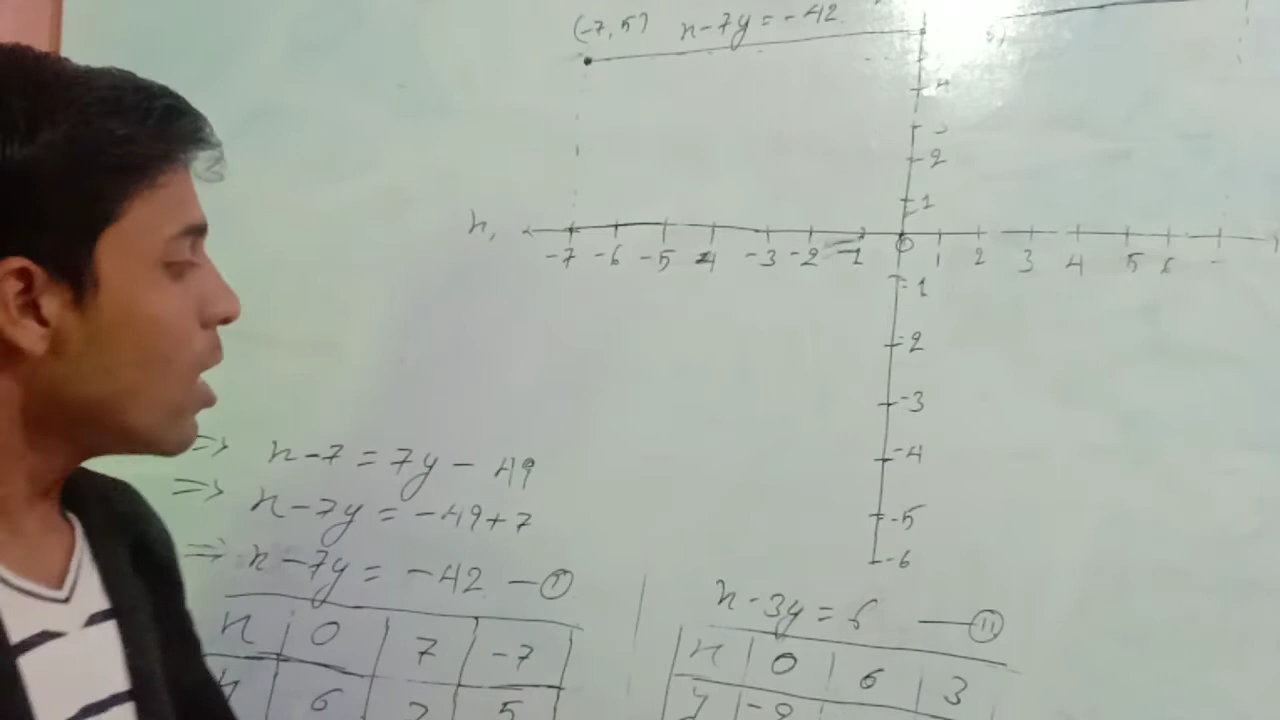 (-7,5) x-7y = -42
4
3
2
1
x,
-7 -6 -5 -4 -3 -2 -1 0 1 2 3 4 5 6
-1
-2
-3
-4
-5
-6
=> x-7 = 7y - 49
=> x-7y = -49+7
=> x-7y = -42 — (i)
x 0 7 -7
6 5
x-3y = 6 — (ii)
x 0 6 3
y -2